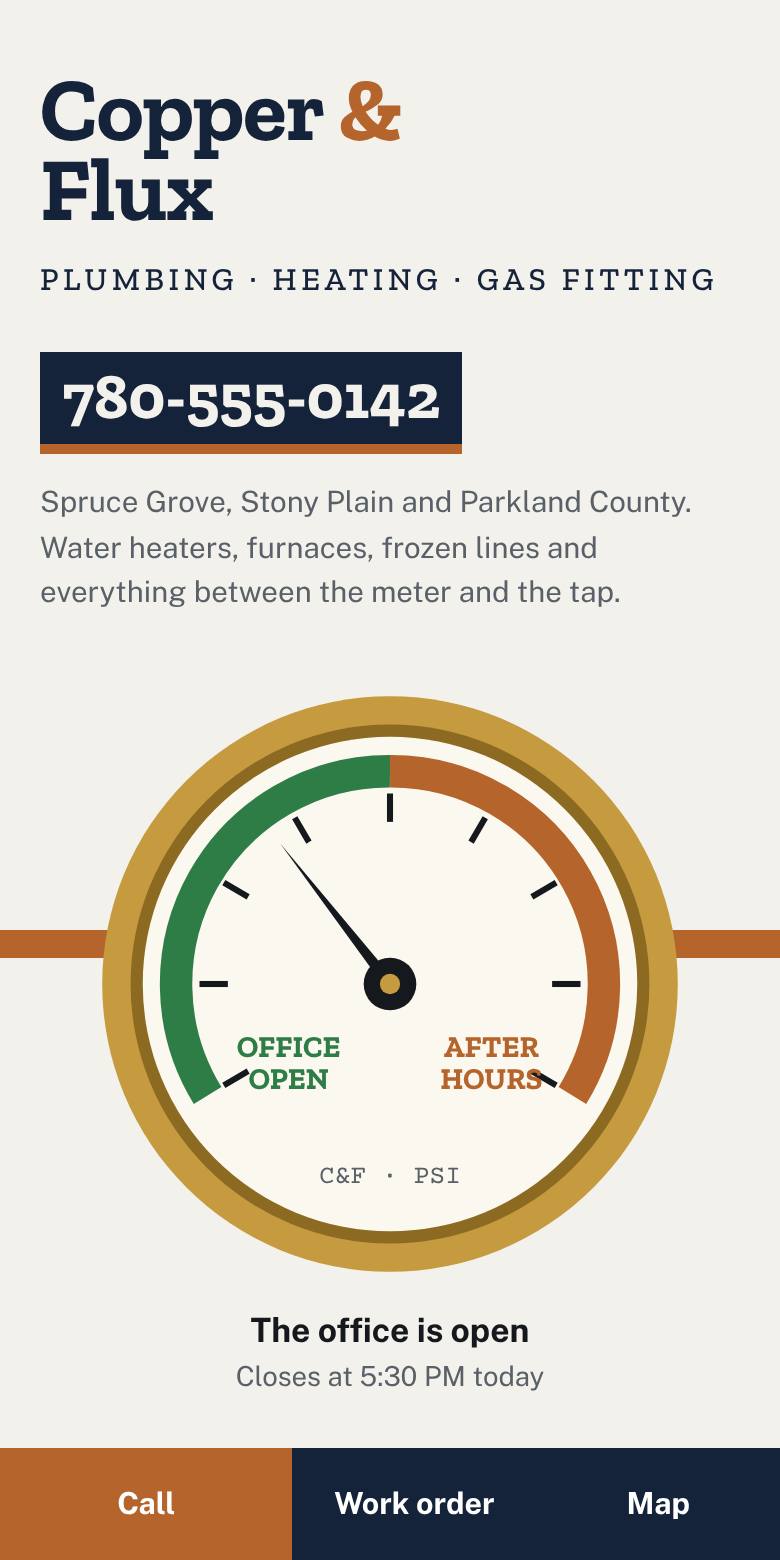 Copper &
Flux
PLUMBING · HEATING · GAS FITTING
780-555-0142
Spruce Grove, Stony Plain and Parkland County.
Water heaters, furnaces, frozen lines and
everything between the meter and the tap.
OFFICE
OPEN
AFTER
HOURS
C&F · PSI
The office is open
Closes at 5:30 PM today
Call
Work order
Map